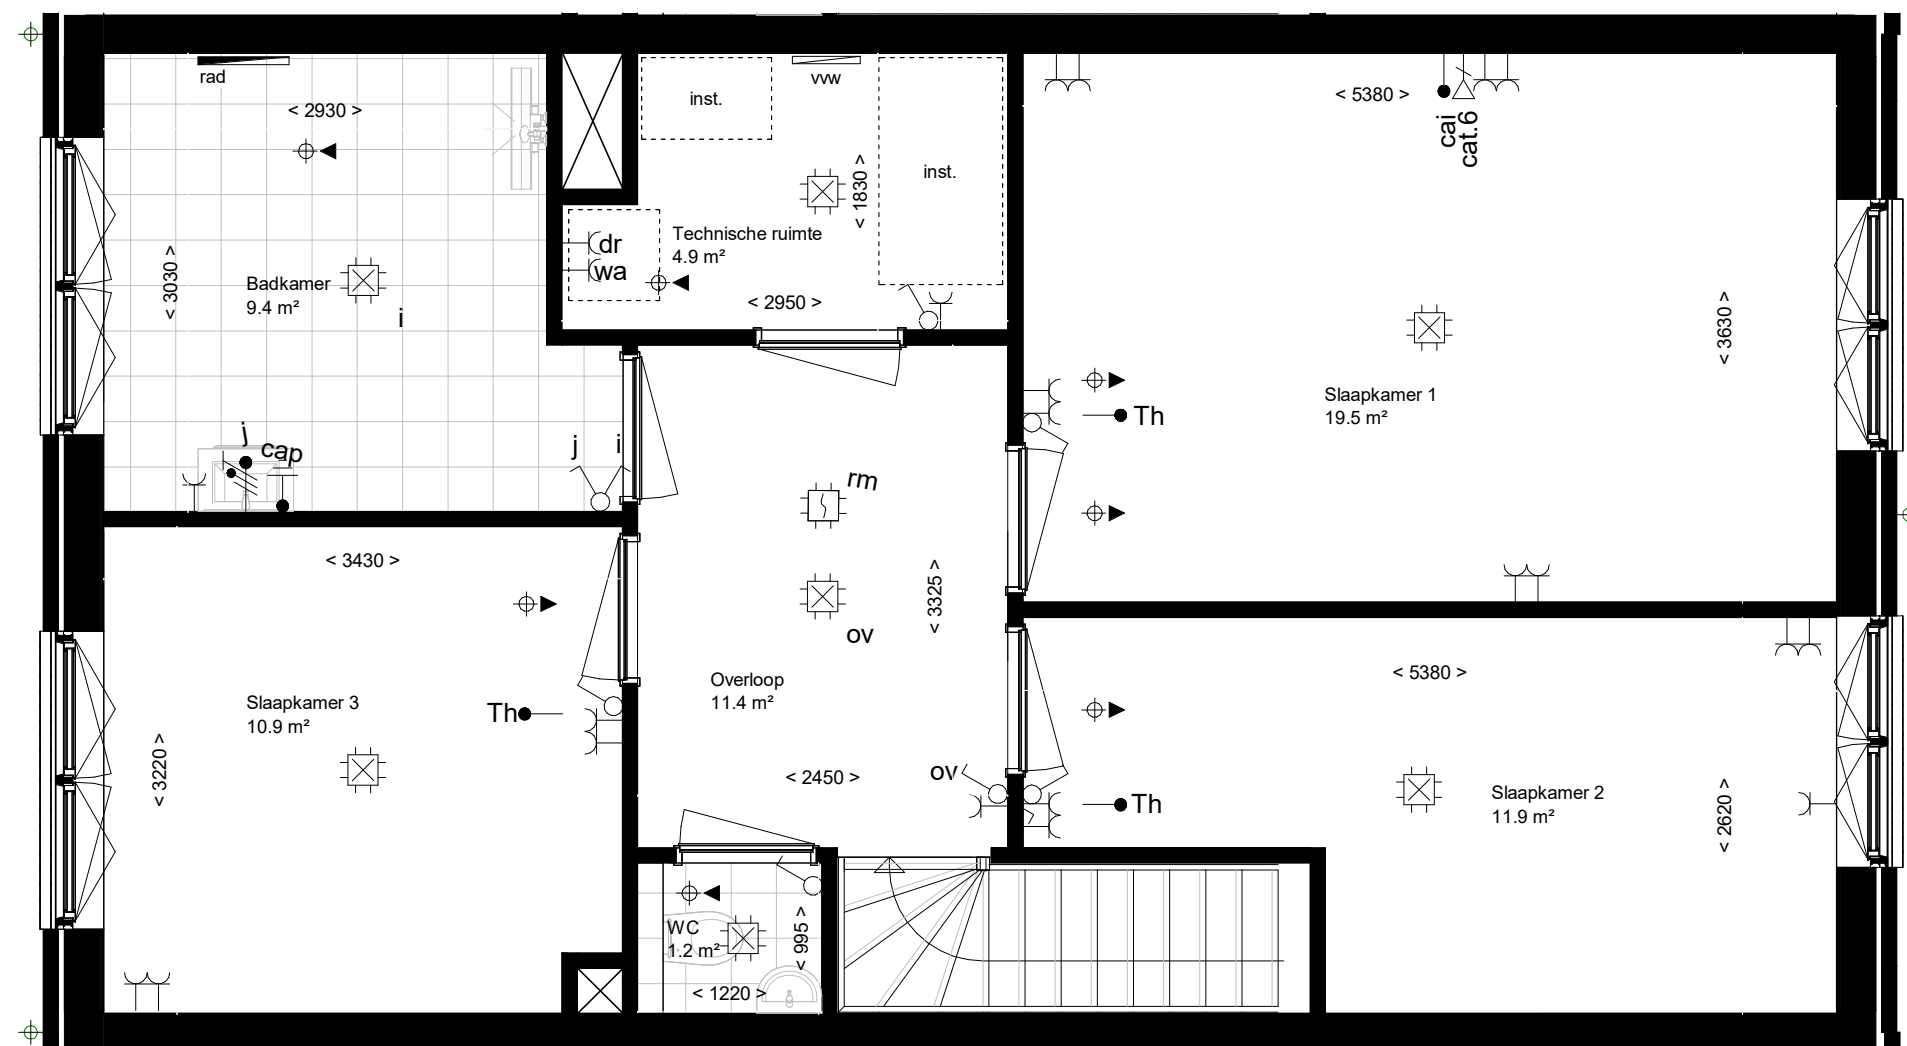 rad
< 2930 >
< 3030 >
Badkamer
9.4 m²
i
j
cap
j
i
inst.
vvw
inst.
< 1830 >
dr
wa
Technische ruimte
4.9 m²
< 2950 >
< 5380 >
cai
cat.6
< 3630 >
Slaapkamer 1
19.5 m²
Th
< 3430 >
Slaapkamer 3
10.9 m²
Th
< 3220 >
rm
ov
< 3325 >
Overloop
11.4 m²
< 2450 >
ov
< 5380 >
Th
Slaapkamer 2
11.9 m²
< 2620 >
WC
1.2 m²
< 995 >
< 1220 >